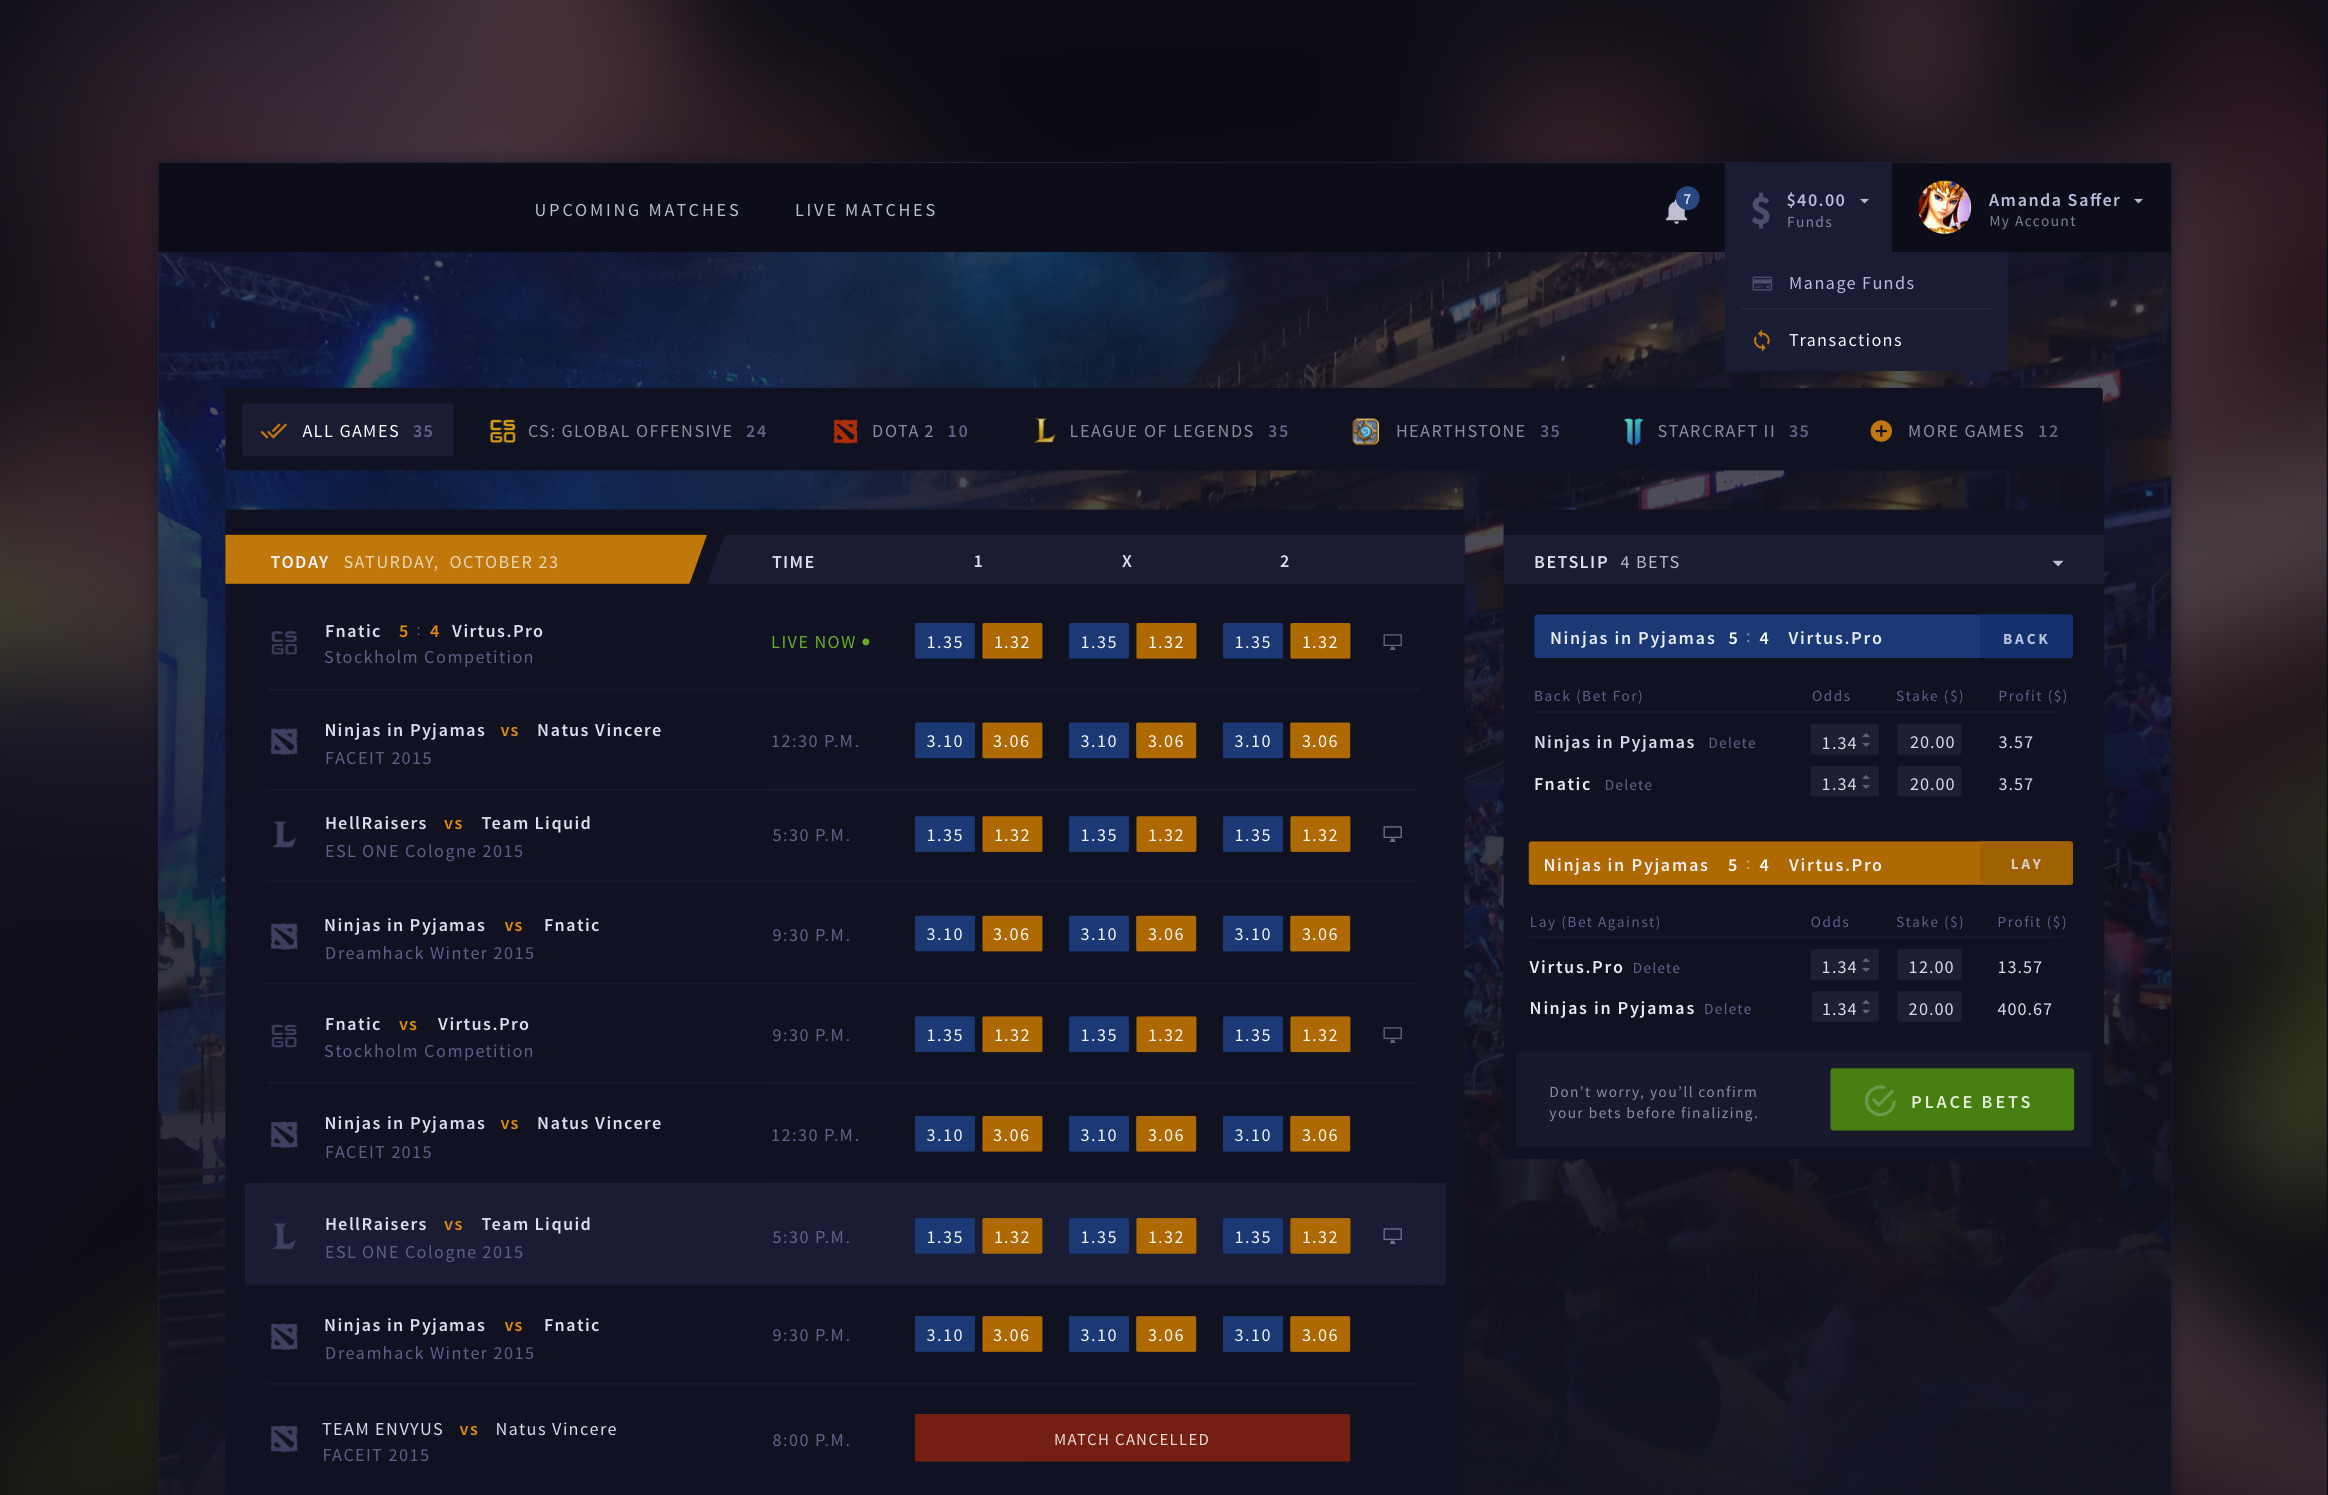 UPCOMING MATCHES LIVE MATCHES 7 $40.00 Amanda Saffer
Funds My Account
Manage Funds
Transactions
ALL GAMES 35 CS GO CS: GLOBAL OFFENSIVE 24 DOTA 2 10 L LEAGUE OF LEGENDS 35 HEARTHSTONE 35 STARCRAFT II 35 MORE GAMES 12
TODAY SATURDAY, OCTOBER 23 TIME 1 X 2
CS GO Fnatic 5 : 4 Virtus.Pro LIVE NOW 1.35 1.32 1.35 1.32 1.35 1.32
Stockholm Competition
Ninjas in Pyjamas vs Natus Vincere 12:30 P.M. 3.10 3.06 3.10 3.06 3.10 3.06
FACEIT 2015
L HellRaisers vs Team Liquid 5:30 P.M. 1.35 1.32 1.35 1.32 1.35 1.32
ESL ONE Cologne 2015
Ninjas in Pyjamas vs Fnatic 9:30 P.M. 3.10 3.06 3.10 3.06 3.10 3.06
Dreamhack Winter 2015
CS GO Fnatic vs Virtus.Pro 9:30 P.M. 1.35 1.32 1.35 1.32 1.35 1.32
Stockholm Competition
Ninjas in Pyjamas vs Natus Vincere 12:30 P.M. 3.10 3.06 3.10 3.06 3.10 3.06
FACEIT 2015
L HellRaisers vs Team Liquid 5:30 P.M. 1.35 1.32 1.35 1.32 1.35 1.32
ESL ONE Cologne 2015
Ninjas in Pyjamas vs Fnatic 9:30 P.M. 3.10 3.06 3.10 3.06 3.10 3.06
Dreamhack Winter 2015
TEAM ENVYUS vs Natus Vincere 8:00 P.M. MATCH CANCELLED
FACEIT 2015
BETSLIP 4 BETS
Ninjas in Pyjamas 5 : 4 Virtus.Pro BACK
Back (Bet For) Odds Stake ($) Profit ($)
Ninjas in Pyjamas Delete 1.34 20.00 3.57
Fnatic Delete 1.34 20.00 3.57
Ninjas in Pyjamas 5 : 4 Virtus.Pro LAY
Lay (Bet Against) Odds Stake ($) Profit ($)
Virtus.Pro Delete 1.34 12.00 13.57
Ninjas in Pyjamas Delete 1.34 20.00 400.67
Don't worry, you'll confirm
your bets before finalizing.
PLACE BETS